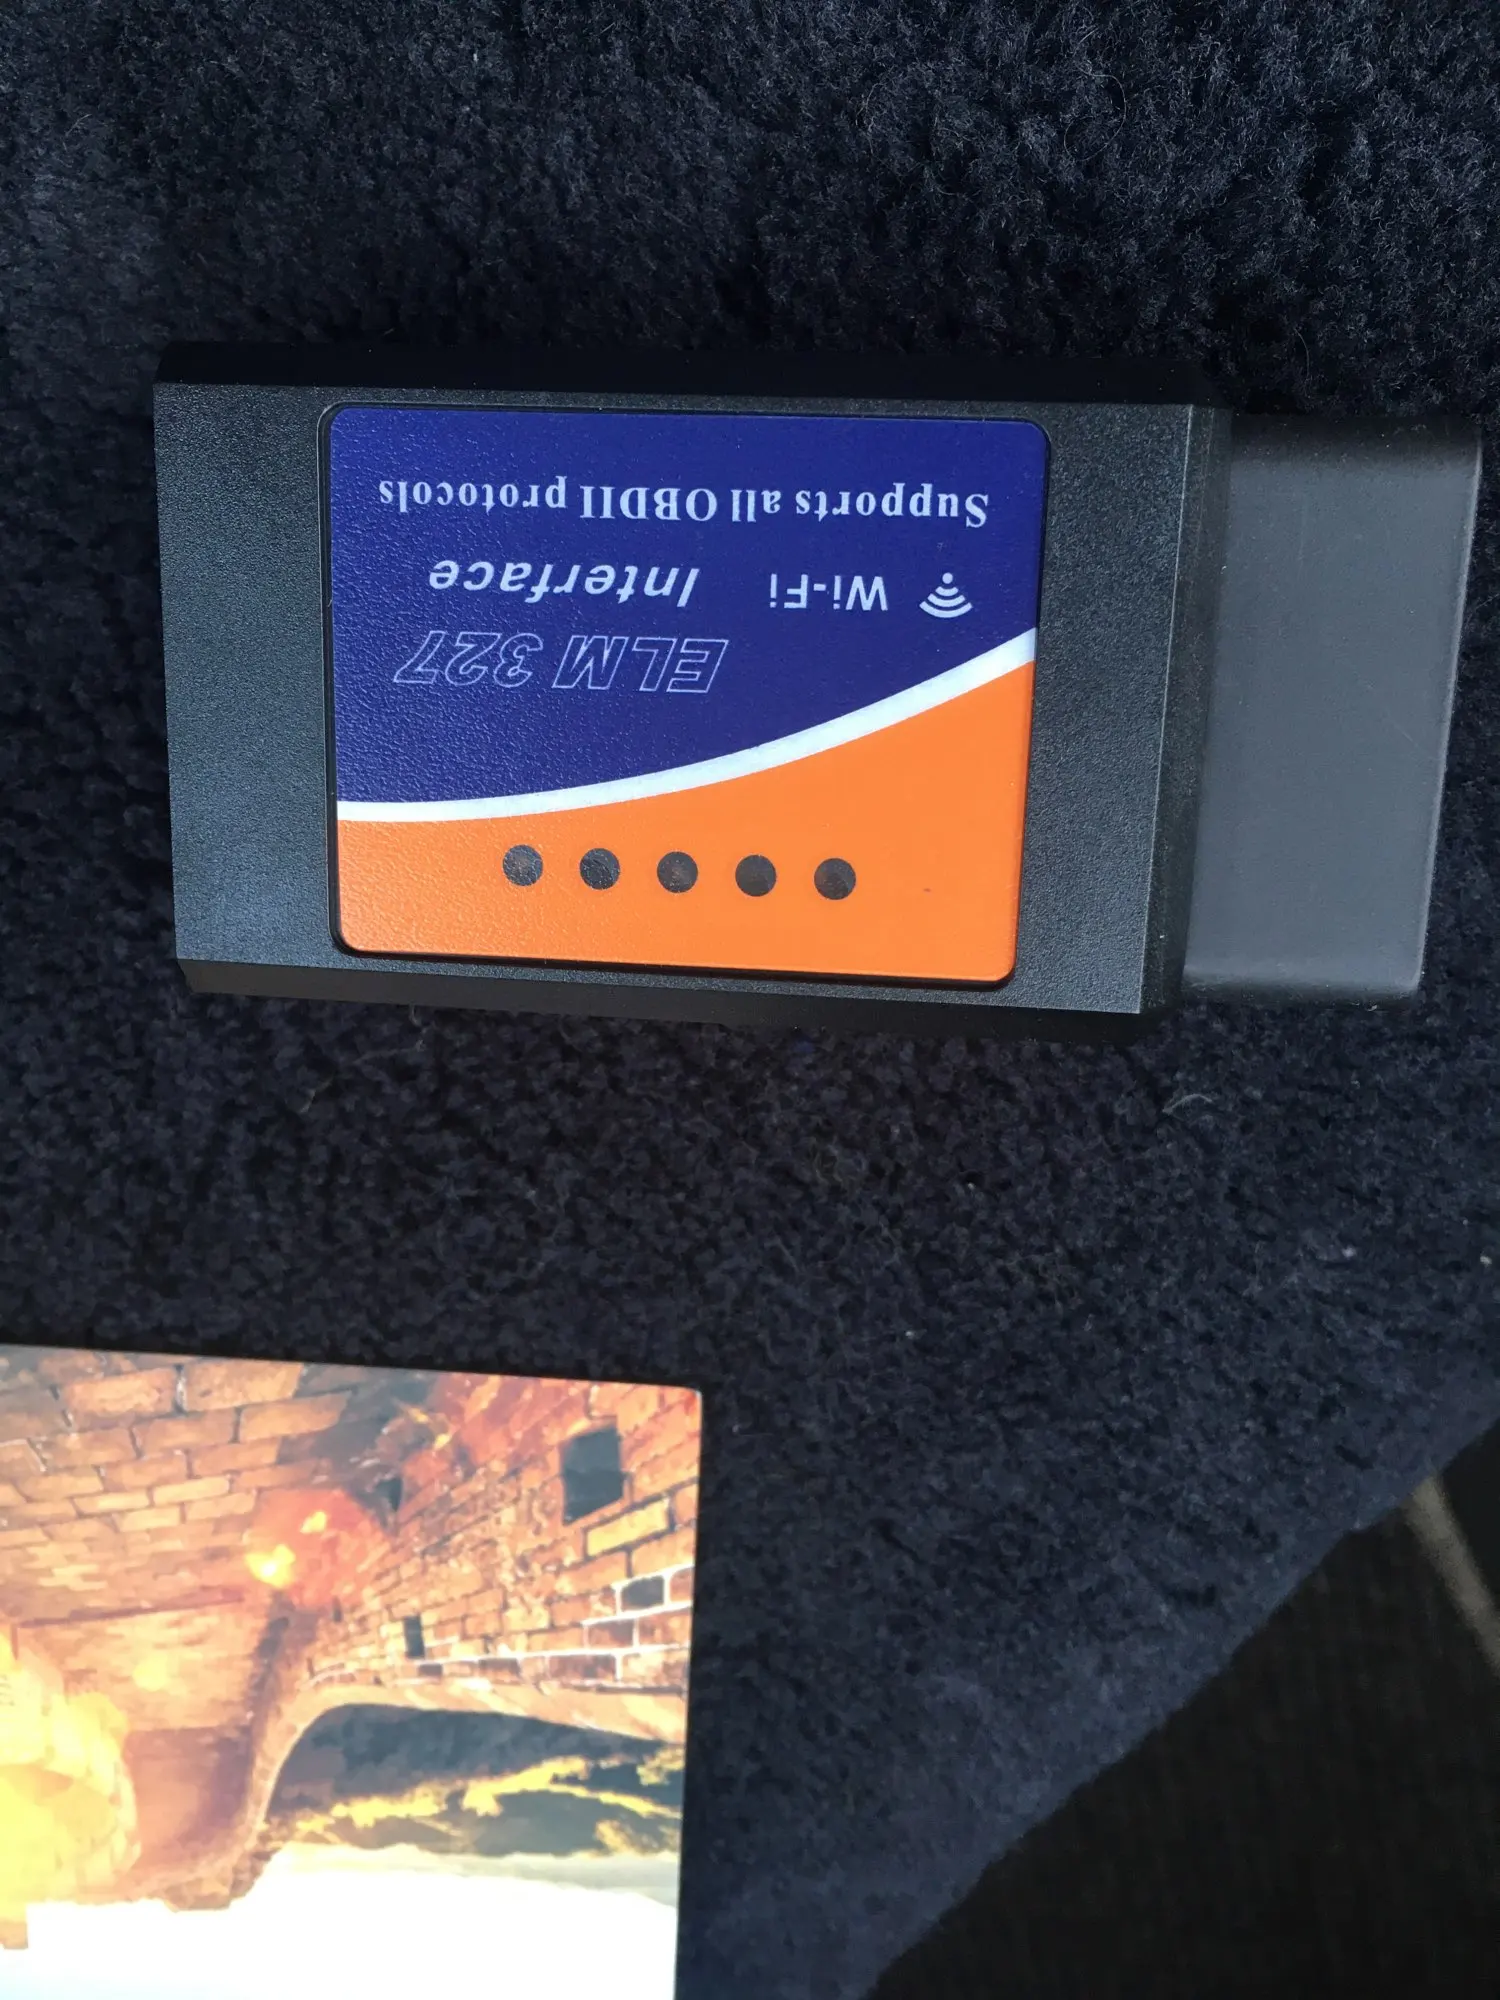 ELM 327
Wi-Fi Interface
Supports all OBDII protocols